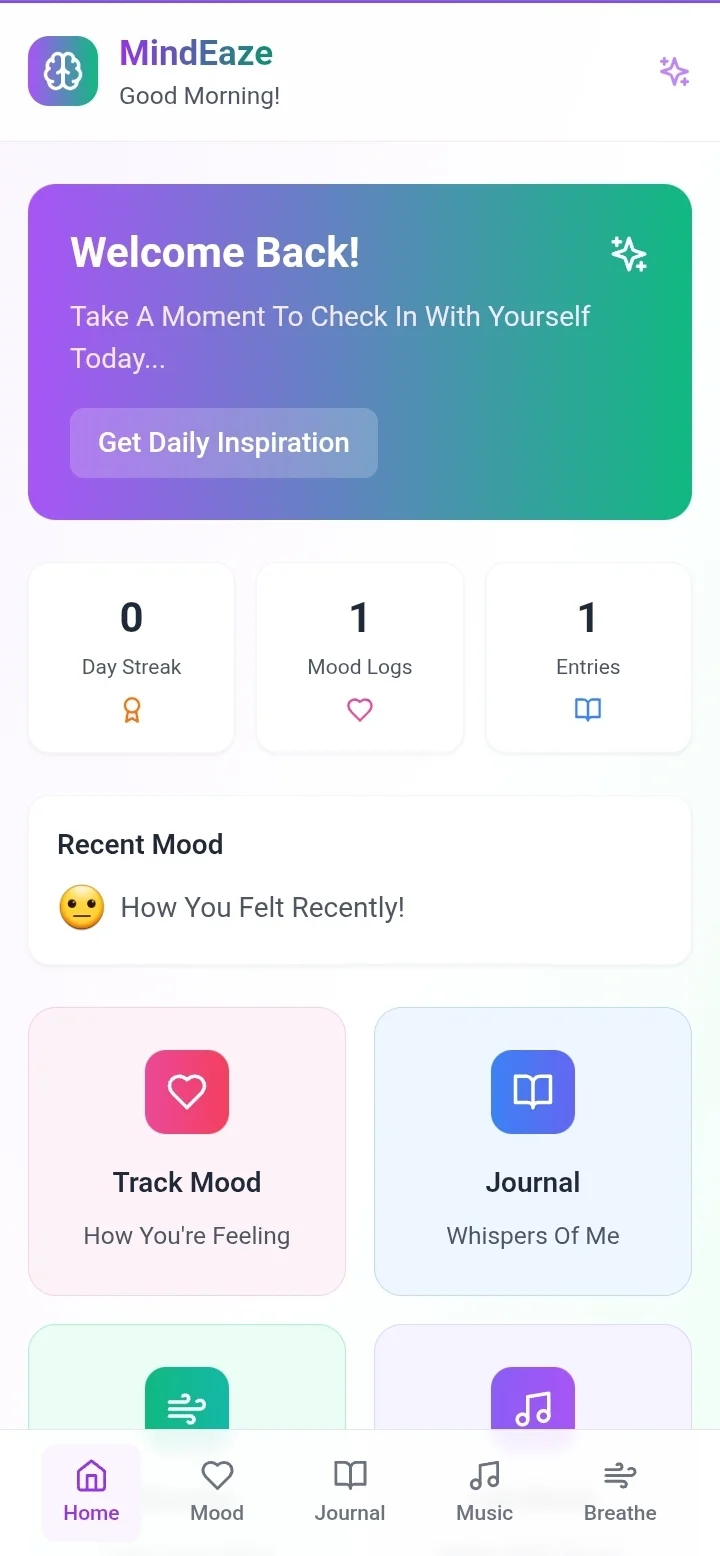 MindEaze
Good Morning!
Welcome Back!
Take A Moment To Check In With Yourself
Today...
Get Daily Inspiration
0
Day Streak
1
Mood Logs
1
Entries
Recent Mood
How You Felt Recently!
Track Mood
How You're Feeling
Journal
Whispers Of Me
Home
Mood
Journal
Music
Breathe